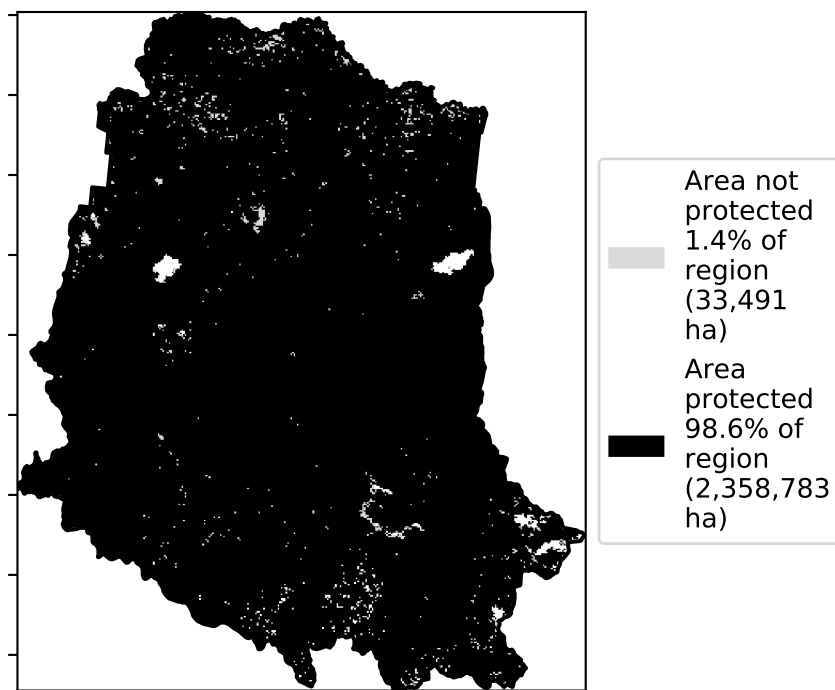 Area not
protected
1.4% of
region
(33,491
ha)
Area
protected
98.6% of
region
(2,358,783
ha)